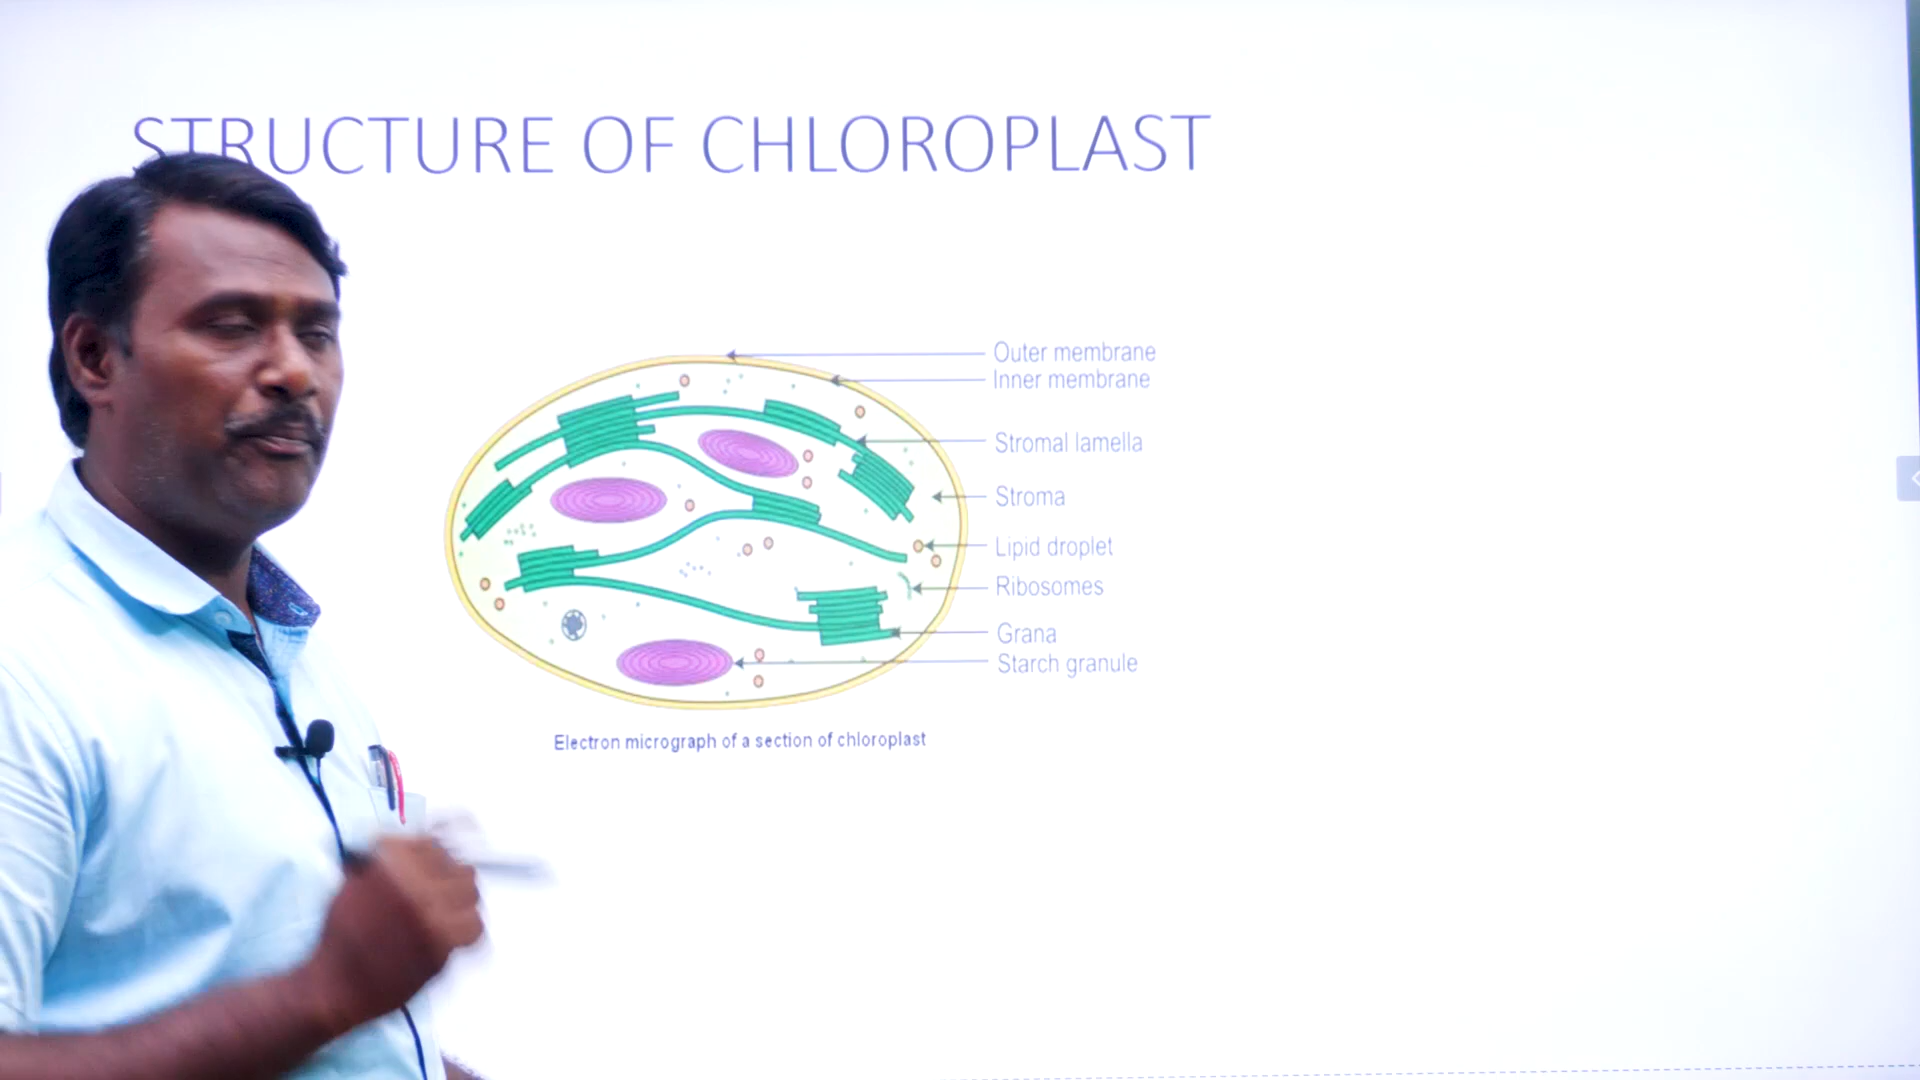 STRUCTURE OF CHLOROPLAST
Outer membrane
Inner membrane
Stromal lamella
Stroma
Lipid droplet
Ribosomes
Grana
Starch granule
Electron micrograph of a section of chloroplast